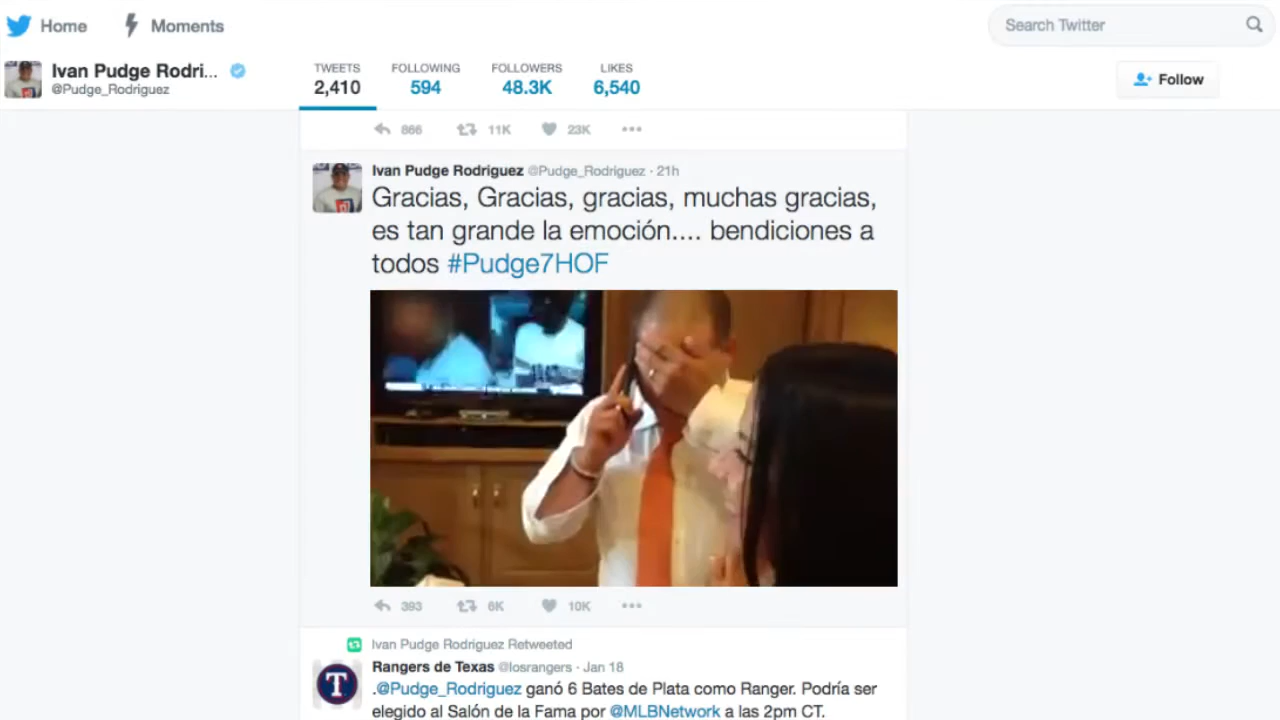 Home
Moments
Search Twitter
Ivan Pudge Rodri...
@Pudge_Rodriguez
TWEETS
2,410
FOLLOWING
594
FOLLOWERS
48.3K
LIKES
6,540
Follow
866 11K 23K
Ivan Pudge Rodriguez @Pudge_Rodriguez · 21h
Gracias, Gracias, gracias, muchas gracias,
es tan grande la emoción.... bendiciones a
todos #Pudge7HOF
393 6K 10K
Ivan Pudge Rodriguez Retweeted
Rangers de Texas @losrangers · Jan 18
T
.@Pudge_Rodriguez ganó 6 Bates de Plata como Ranger. Podría ser
elegido al Salón de la Fama por @MLBNetwork a las 2pm CT.